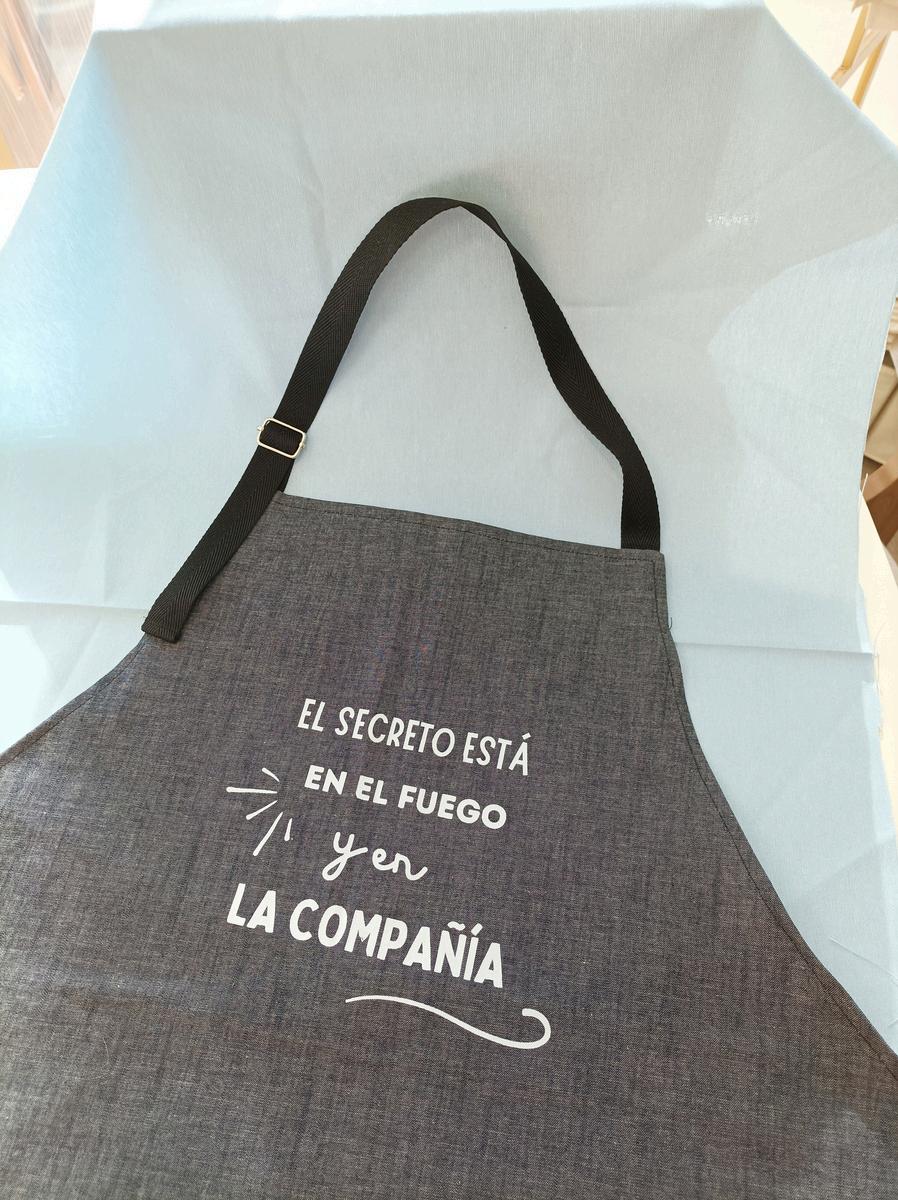 EL SECRETO ESTÁ
EN EL FUEGO
y en
LA COMPAÑÍA